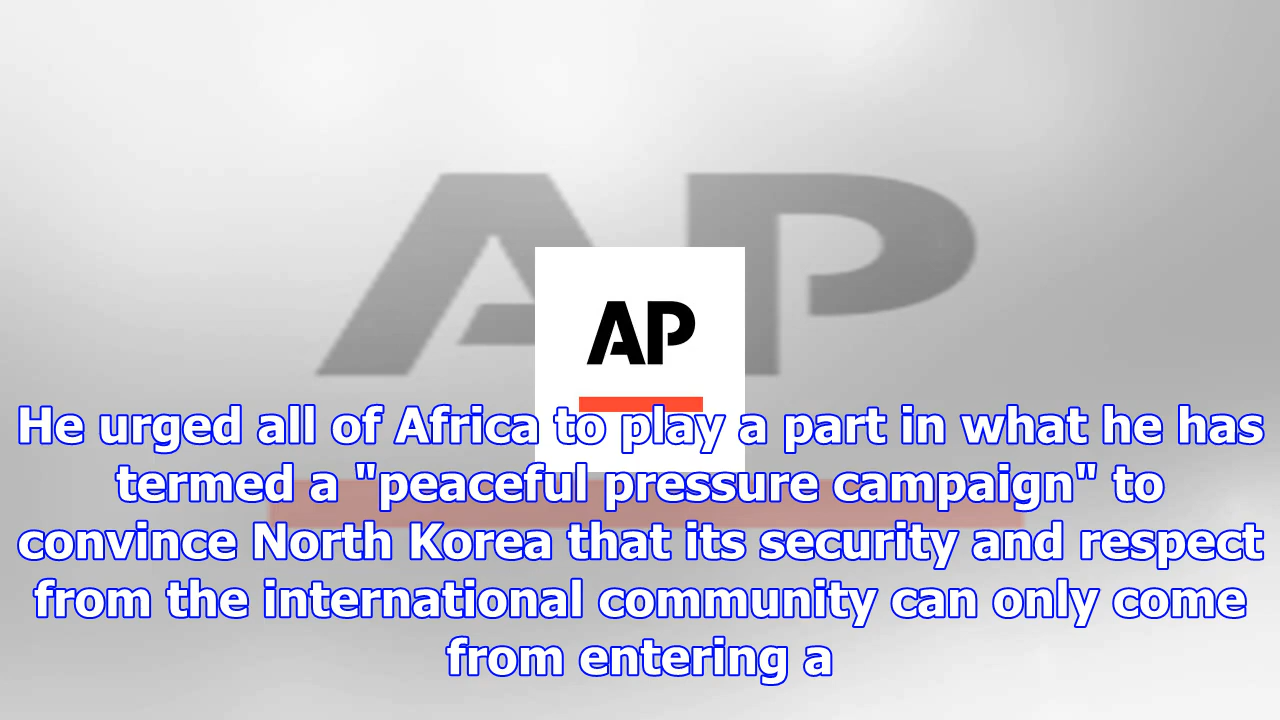 AP
AP
He urged all of Africa to play a part in what he has
termed a "peaceful pressure campaign" to
convince North Korea that its security and respect
from the international community can only come
from entering a